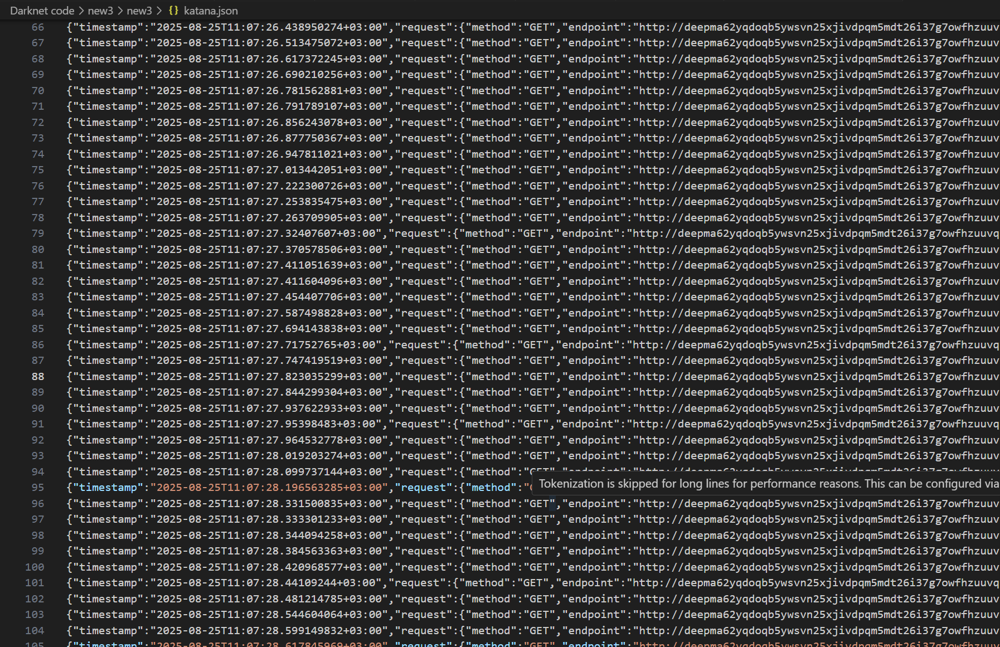 Darknet code > new3 > new3 > {} katana.json
66 {"timestamp":"2025-08-25T11:07:26.438950274+03:00","request":{"method":"GET","endpoint":"http://deepma62yqdoqb5ywsvn25xjivdpqm5mdt26i37g7owfhzuuv
67 {"timestamp":"2025-08-25T11:07:26.513475072+03:00","request":{"method":"GET","endpoint":"http://deepma62yqdoqb5ywsvn25xjivdpqm5mdt26i37g7owfhzuuv
68 {"timestamp":"2025-08-25T11:07:26.617372245+03:00","request":{"method":"GET","endpoint":"http://deepma62yqdoqb5ywsvn25xjivdpqm5mdt26i37g7owfhzuuv
69 {"timestamp":"2025-08-25T11:07:26.690210256+03:00","request":{"method":"GET","endpoint":"http://deepma62yqdoqb5ywsvn25xjivdpqm5mdt26i37g7owfhzuuv
70 {"timestamp":"2025-08-25T11:07:26.781562881+03:00","request":{"method":"GET","endpoint":"http://deepma62yqdoqb5ywsvn25xjivdpqm5mdt26i37g7owfhzuuv
71 {"timestamp":"2025-08-25T11:07:26.791789107+03:00","request":{"method":"GET","endpoint":"http://deepma62yqdoqb5ywsvn25xjivdpqm5mdt26i37g7owfhzuuv
72 {"timestamp":"2025-08-25T11:07:26.856243078+03:00","request":{"method":"GET","endpoint":"http://deepma62yqdoqb5ywsvn25xjivdpqm5mdt26i37g7owfhzuuv
73 {"timestamp":"2025-08-25T11:07:26.877750367+03:00","request":{"method":"GET","endpoint":"http://deepma62yqdoqb5ywsvn25xjivdpqm5mdt26i37g7owfhzuuv
74 {"timestamp":"2025-08-25T11:07:26.947811021+03:00","request":{"method":"GET","endpoint":"http://deepma62yqdoqb5ywsvn25xjivdpqm5mdt26i37g7owfhzuuv
75 {"timestamp":"2025-08-25T11:07:27.013442051+03:00","request":{"method":"GET","endpoint":"http://deepma62yqdoqb5ywsvn25xjivdpqm5mdt26i37g7owfhzuuv
76 {"timestamp":"2025-08-25T11:07:27.222300726+03:00","request":{"method":"GET","endpoint":"http://deepma62yqdoqb5ywsvn25xjivdpqm5mdt26i37g7owfhzuuv
77 {"timestamp":"2025-08-25T11:07:27.253835475+03:00","request":{"method":"GET","endpoint":"http://deepma62yqdoqb5ywsvn25xjivdpqm5mdt26i37g7owfhzuuv
78 {"timestamp":"2025-08-25T11:07:27.263709905+03:00","request":{"method":"GET","endpoint":"http://deepma62yqdoqb5ywsvn25xjivdpqm5mdt26i37g7owfhzuuv
79 {"timestamp":"2025-08-25T11:07:27.32407607+03:00","request":{"method":"GET","endpoint":"http://deepma62yqdoqb5ywsvn25xjivdpqm5mdt26i37g7owfhzuuvq
80 {"timestamp":"2025-08-25T11:07:27.370578506+03:00","request":{"method":"GET","endpoint":"http://deepma62yqdoqb5ywsvn25xjivdpqm5mdt26i37g7owfhzuuv
81 {"timestamp":"2025-08-25T11:07:27.411051639+03:00","request":{"method":"GET","endpoint":"http://deepma62yqdoqb5ywsvn25xjivdpqm5mdt26i37g7owfhzuuv
82 {"timestamp":"2025-08-25T11:07:27.411604096+03:00","request":{"method":"GET","endpoint":"http://deepma62yqdoqb5ywsvn25xjivdpqm5mdt26i37g7owfhzuuv
83 {"timestamp":"2025-08-25T11:07:27.454407706+03:00","request":{"method":"GET","endpoint":"http://deepma62yqdoqb5ywsvn25xjivdpqm5mdt26i37g7owfhzuuv
84 {"timestamp":"2025-08-25T11:07:27.587498828+03:00","request":{"method":"GET","endpoint":"http://deepma62yqdoqb5ywsvn25xjivdpqm5mdt26i37g7owfhzuuv
85 {"timestamp":"2025-08-25T11:07:27.694143838+03:00","request":{"method":"GET","endpoint":"http://deepma62yqdoqb5ywsvn25xjivdpqm5mdt26i37g7owfhzuuv
86 {"timestamp":"2025-08-25T11:07:27.71752765+03:00","request":{"method":"GET","endpoint":"http://deepma62yqdoqb5ywsvn25xjivdpqm5mdt26i37g7owfhzuuvq
87 {"timestamp":"2025-08-25T11:07:27.747419519+03:00","request":{"method":"GET","endpoint":"http://deepma62yqdoqb5ywsvn25xjivdpqm5mdt26i37g7owfhzuuv
88 {"timestamp":"2025-08-25T11:07:27.823035299+03:00","request":{"method":"GET","endpoint":"http://deepma62yqdoqb5ywsvn25xjivdpqm5mdt26i37g7owfhzuuv
89 {"timestamp":"2025-08-25T11:07:27.844299304+03:00","request":{"method":"GET","endpoint":"http://deepma62yqdoqb5ywsvn25xjivdpqm5mdt26i37g7owfhzuuv
90 {"timestamp":"2025-08-25T11:07:27.937622933+03:00","request":{"method":"GET","endpoint":"http://deepma62yqdoqb5ywsvn25xjivdpqm5mdt26i37g7owfhzuuv
91 {"timestamp":"2025-08-25T11:07:27.95398483+03:00","request":{"method":"GET","endpoint":"http://deepma62yqdoqb5ywsvn25xjivdpqm5mdt26i37g7owfhzuuvq
92 {"timestamp":"2025-08-25T11:07:27.964532778+03:00","request":{"method":"GET","endpoint":"http://deepma62yqdoqb5ywsvn25xjivdpqm5mdt26i37g7owfhzuuv
93 {"timestamp":"2025-08-25T11:07:28.019203274+03:00","request":{"method":"GET","endpoint":"http://deepma62yqdoqb5ywsvn25xjivdpqm5mdt26i37g7owfhzuuv
94 {"timestamp":"2025-08-25T11:07:28.099737144+03:00","request":{"method":"GET","endpoint":"http://deepma62yqdoqb5ywsvn25xjivdpqm5mdt26i37g7owfhzuuv
95 {"timestamp":"2025-08-25T11:07:28.196563285+03:00","request":{"method":"
Tokenization is skipped for long lines for performance reasons. This can be configured via
96 {"timestamp":"2025-08-25T11:07:28.331500835+03:00","request":{"method":"GET","endpoint":"http://deepma62yqdoqb5ywsvn25xjivdpqm5mdt26i37g7owfhzuuv
97 {"timestamp":"2025-08-25T11:07:28.333301233+03:00","request":{"method":"GET","endpoint":"http://deepma62yqdoqb5ywsvn25xjivdpqm5mdt26i37g7owfhzuuv
98 {"timestamp":"2025-08-25T11:07:28.344094258+03:00","request":{"method":"GET","endpoint":"http://deepma62yqdoqb5ywsvn25xjivdpqm5mdt26i37g7owfhzuuv
99 {"timestamp":"2025-08-25T11:07:28.384563363+03:00","request":{"method":"GET","endpoint":"http://deepma62yqdoqb5ywsvn25xjivdpqm5mdt26i37g7owfhzuuv
100 {"timestamp":"2025-08-25T11:07:28.420968577+03:00","request":{"method":"GET","endpoint":"http://deepma62yqdoqb5ywsvn25xjivdpqm5mdt26i37g7owfhzuuv
101 {"timestamp":"2025-08-25T11:07:28.44109244+03:00","request":{"method":"GET","endpoint":"http://deepma62yqdoqb5ywsvn25xjivdpqm5mdt26i37g7owfhzuuvq
102 {"timestamp":"2025-08-25T11:07:28.481214785+03:00","request":{"method":"GET","endpoint":"http://deepma62yqdoqb5ywsvn25xjivdpqm5mdt26i37g7owfhzuuv
103 {"timestamp":"2025-08-25T11:07:28.544604064+03:00","request":{"method":"GET","endpoint":"http://deepma62yqdoqb5ywsvn25xjivdpqm5mdt26i37g7owfhzuuv
104 {"timestamp":"2025-08-25T11:07:28.599149832+03:00","request":{"method":"GET","endpoint":"http://deepma62yqdoqb5ywsvn25xjivdpqm5mdt26i37g7owfhzuuv
105 {"timestamp":"2025-08-25T11:07:28.617845969+03:00","request":{"method":"GET","endpoint":"http://deepma62yqdoqb5ywsvn25xjivdpqm5mdt26i37g7owfhzuuv